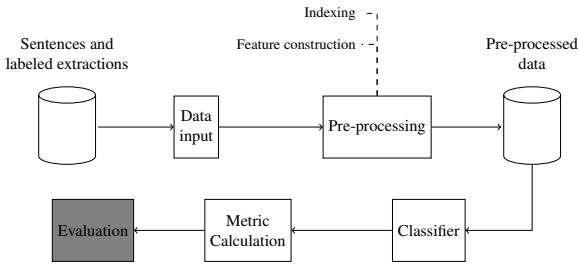 Indexing
Feature construction
Sentences and
labeled extractions
Pre-processed
data
Data
input
Pre-processing
Evaluation
Metric
Calculation
Classifier